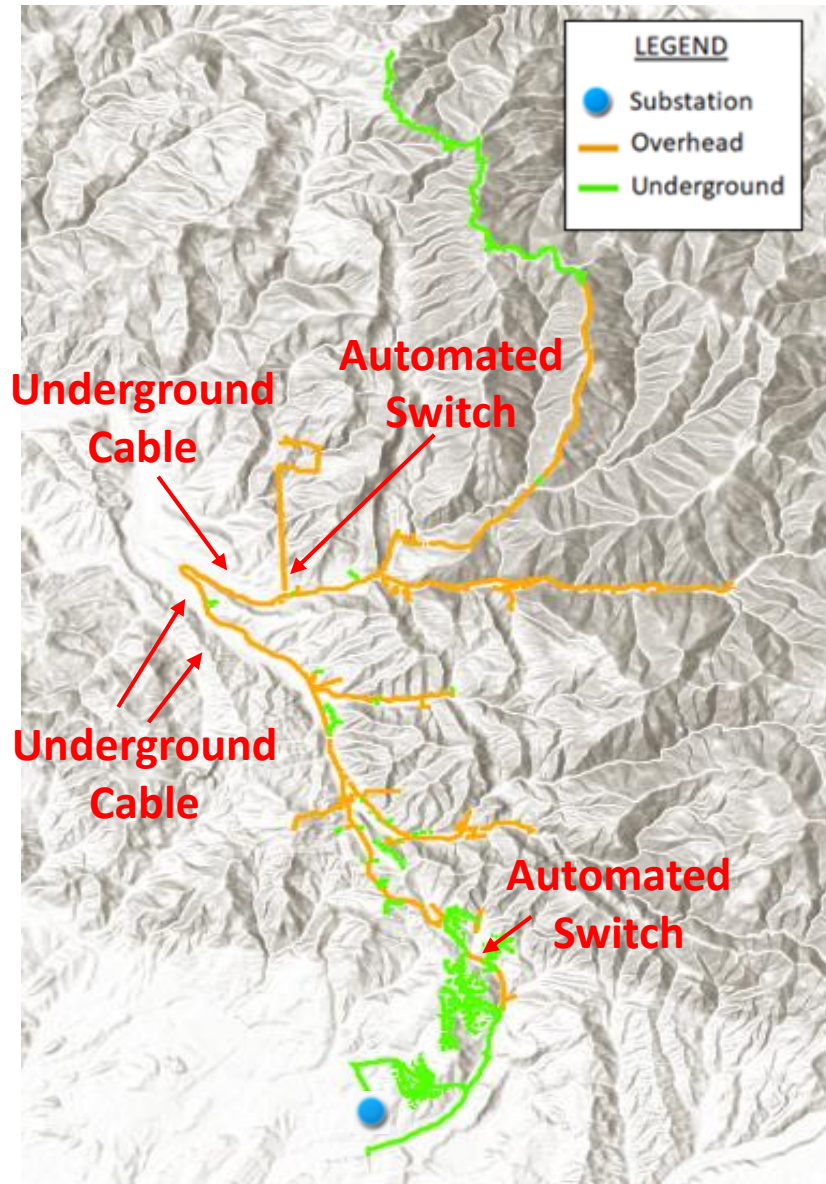 LEGEND
Substation
Overhead
Underground
Automated
Switch
Underground
Cable
Underground
Cable
Automated
Switch